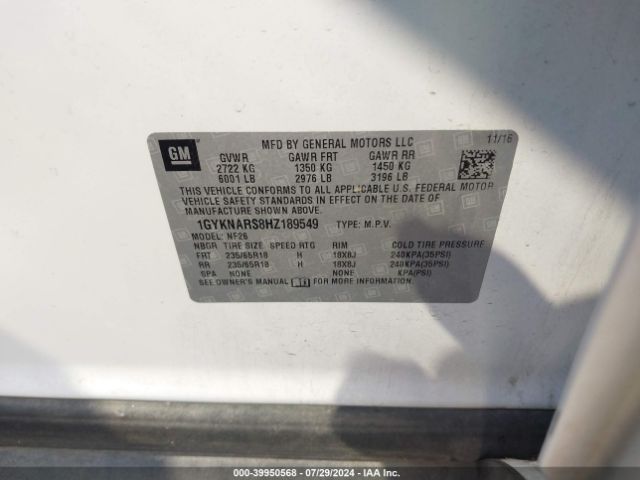 GM
MFD BY GENERAL MOTORS LLC 11/16
GVWR GAWR FRT GAWR RR
2722 KG 1350 KG 1450 KG
6001 LB 2976 LB 3196 LB
THIS VEHICLE CONFORMS TO ALL APPLICABLE U.S. FEDERAL MOTOR
VEHICLE SAFETY STANDARDS IN EFFECT ON THE DATE OF
MANUFACTURE SHOWN ABOVE.
1GYKNARS8HZ189549 TYPE: M.P.V.
MODEL: NF26
NBGR TIRE SIZE SPEED RTG RIM COLD TIRE PRESSURE
FRT 235/65R18 H 18X8J 240KPA(35PSI)
RR 235/65R18 H 18X8J 240KPA(35PSI)
SPA NONE NONE KPA(PSI)
SEE OWNER'S MANUAL FOR MORE INFORMATION.
000-39950568 - 07/29/2024 - IAA Inc.